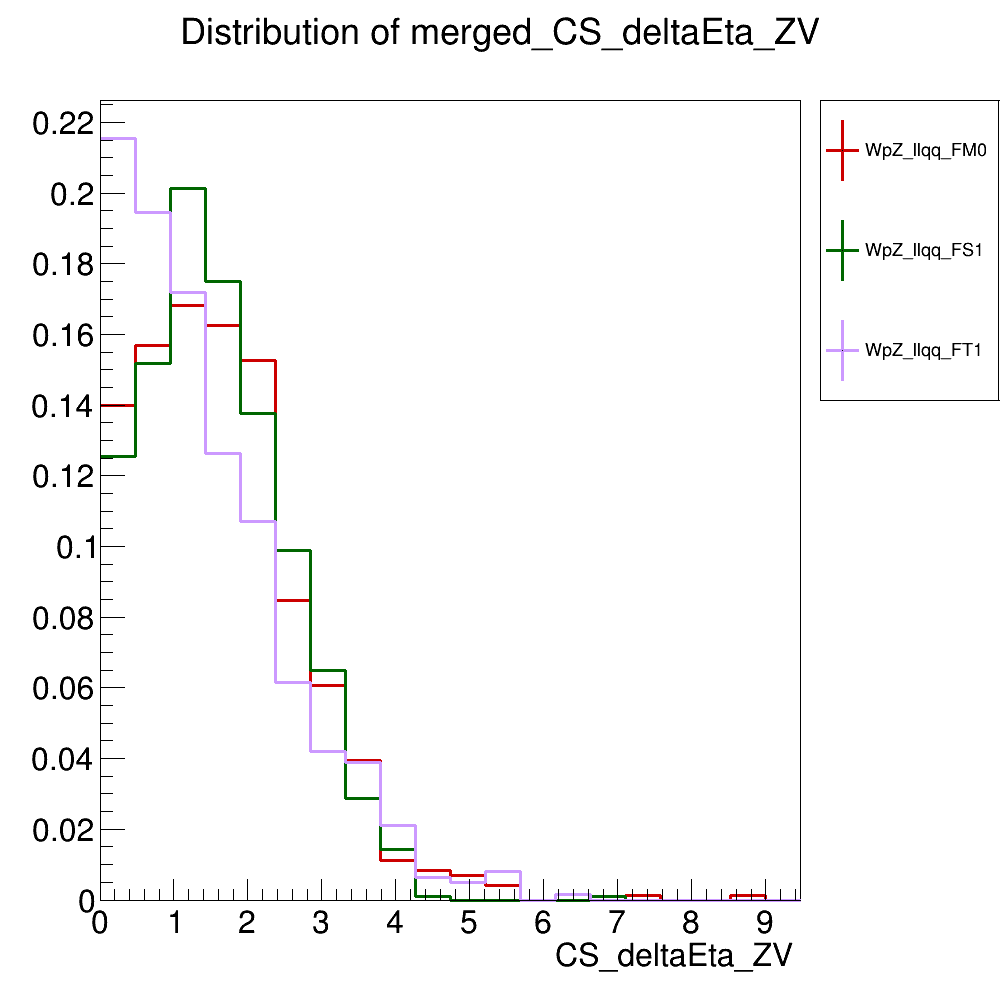 Distribution of merged_CS_deltaEta_ZV
0.22
0.2
0.18
0.16
0.14
0.12
0.1
0.08
0.06
0.04
0.02
0
0 1 2 3 4 5 6 7 8 9
CS_deltaEta_ZV
WpZ_llqq_FM0
WpZ_llqq_FS1
WpZ_llqq_FT1